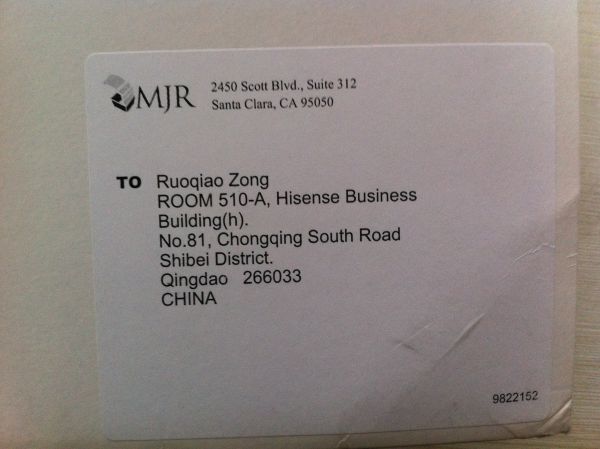 MJR
2450 Scott Blvd., Suite 312
Santa Clara, CA 95050
TO Ruoqiao Zong
ROOM 510-A, Hisense Business
Building(h).
No.81, Chongqing South Road
Shibei District.
Qingdao 266033
CHINA
9822152